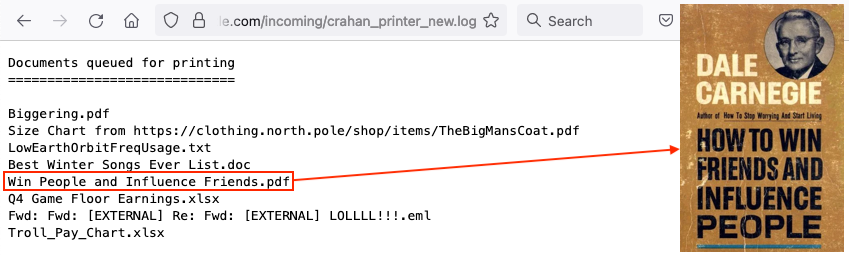 le.com/incoming/crahan_printer_new.log
Search
Documents queued for printing
=============================
Biggering.pdf
Size Chart from https://clothing.north.pole/shop/items/TheBigMansCoat.pdf
LowEarthOrbitFreqUsage.txt
Best Winter Songs Ever List.doc
Win People and Influence Friends.pdf
Q4 Game Floor Earnings.xlsx
Fwd: Fwd: [EXTERNAL] Re: Fwd: [EXTERNAL] LOLLLL!!!.eml
Troll_Pay_Chart.xlsx
DALE
CARNEGIE
Author of How To Stop Worrying And Start Living
HOW TO WIN
FRIENDS AND
INFLUENCE
PEOPLE